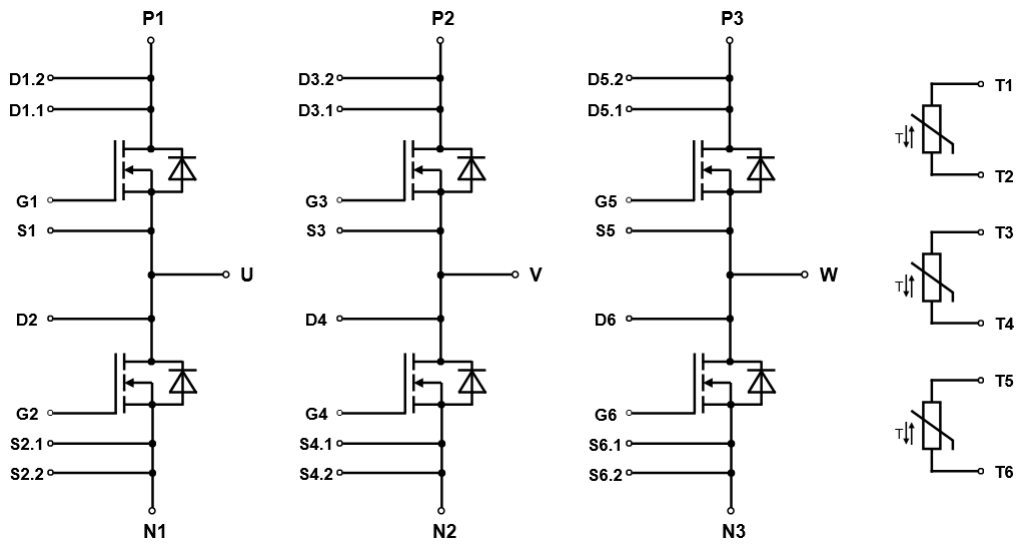 P1 P2 P3
D1.2 D3.2 D5.2 T1
D1.1 D3.1 D5.1
T
T2
G1 G3 G5
S1 S3 S5 T3
U V W
T
D2 D4 D6 T4
T5
G2 G4 G6
T
S2.1 S4.1 S6.1
S2.2 S4.2 S6.2 T6
N1 N2 N3